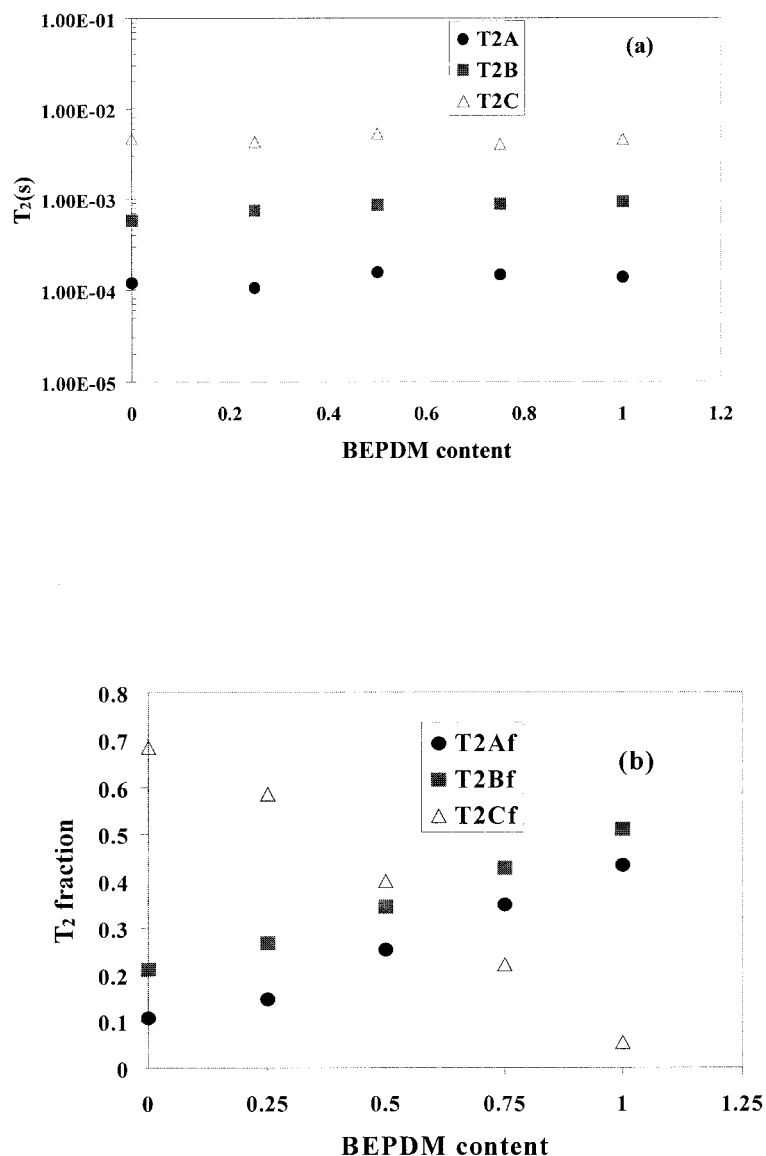 1.00E-01
T2A
T2B
T2C
(a)
1.00E-02
1.00E-03
1.00E-04
1.00E-05
T₂(s)
0 0.2 0.4 0.6 0.8 1 1.2
BEPDM content
0.8
0.7
0.6
0.5
0.4
0.3
0.2
0.1
0
T2Af
T2Bf
T2Cf
(b)
T₂ fraction
0 0.25 0.5 0.75 1 1.25
BEPDM content